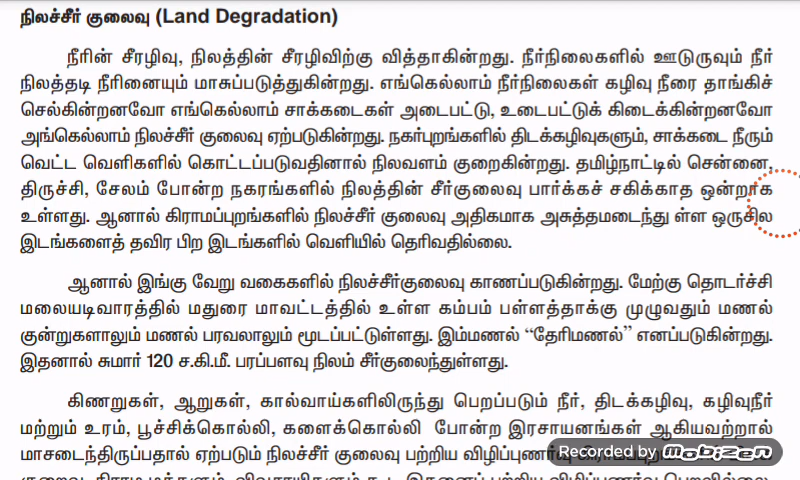 நிலச்சீர் குலைவு (Land Degradation)
நீரின் சீரழிவு, நிலத்தின் சீரழிவிற்கு வித்தாகின்றது. நீர்நிலைகளில் ஊடுருவும் நீர்
நிலத்தடி நீரினையும் மாசுப்படுத்துகின்றது. எங்கெல்லாம் நீர்நிலைகள் கழிவு நீரை தாங்கிச்
செல்கின்றனவோ எங்கெல்லாம் சாக்கடைகள் அடைபட்டு, உடைபட்டுக் கிடைக்கின்றனவோ
அங்கெல்லாம் நிலச்சீர் குலைவு ஏற்படுகின்றது. நகர்புறங்களில் திடக்கழிவுகளும், சாக்கடை நீரும்
வெட்ட வெளிகளில் கொட்டப்படுவதினால் நிலவளம் குறைகின்றது. தமிழ்நாட்டில் சென்னை,
திருச்சி, சேலம் போன்ற நகரங்களில் நிலத்தின் சீர்குலைவு பார்க்கச் சகிக்காத ஒன்றாக
உள்ளது. ஆனால் கிராமப்புறங்களில் நிலச்சீர் குலைவு அதிகமாக அசுத்தமடைந்து ள்ள ஒருசில
இடங்களைத் தவிர பிற இடங்களில் வெளியில் தெரிவதில்லை.
ஆனால் இங்கு வேறு வகைகளில் நிலச்சீர்குலைவு காணப்படுகின்றது. மேற்கு தொடர்ச்சி
மலையடிவாரத்தில் மதுரை மாவட்டத்தில் உள்ள கம்பம் பள்ளத்தாக்கு முழுவதும் மணல்
குன்றுகளாலும் மணல் பரவலாலும் மூடப்பட்டுள்ளது. இம்மணல் “தேரிமணல்” எனப்படுகின்றது.
இதனால் சுமார் 120 ச.கி.மீ. பரப்பளவு நிலம் சீர்குலைந்துள்ளது.
கிணறுகள், ஆறுகள், கால்வாய்களிலிருந்து பெறப்படும் நீர், திடக்கழிவு, கழிவுநீர்
மற்றும் உரம், பூச்சிக்கொல்லி, களைக்கொல்லி போன்ற இரசாயனங்கள் ஆகியவற்றால்
மாசடைந்திருப்பதால் ஏற்படும் நிலச்சீர் குலைவு பற்றிய விழிப்புணர்வு
Recorded by Mobizen